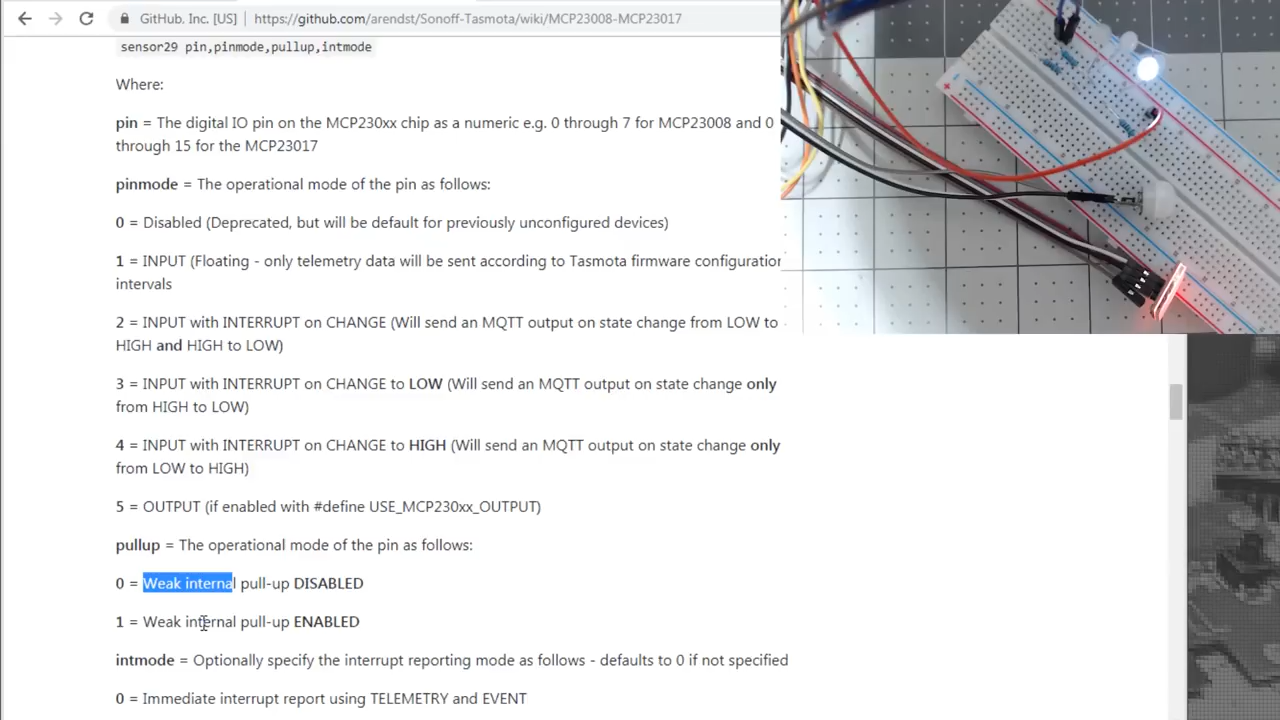 GitHub, Inc. [US]
https://github.com/arendst/Sonoff-Tasmota/wiki/MCP23008-MCP23017
sensor29 pin,pinmode,pullup,intmode
Where:
pin = The digital IO pin on the MCP230xx chip as a numeric e.g. 0 through 7 for MCP23008 and 0
through 15 for the MCP23017
pinmode = The operational mode of the pin as follows:
0 = Disabled (Deprecated, but will be default for previously unconfigured devices)
1 = INPUT (Floating - only telemetry data will be sent according to Tasmota firmware configuration
intervals
2 = INPUT with INTERRUPT on CHANGE (Will send an MQTT output on state change from LOW to
HIGH and HIGH to LOW)
3 = INPUT with INTERRUPT on CHANGE to LOW (Will send an MQTT output on state change only
from HIGH to LOW)
4 = INPUT with INTERRUPT on CHANGE to HIGH (Will send an MQTT output on state change only
from LOW to HIGH)
5 = OUTPUT (if enabled with #define USE_MCP230xx_OUTPUT)
pullup = The operational mode of the pin as follows:
0 = Weak internal pull-up DISABLED
1 = Weak internal pull-up ENABLED
intmode = Optionally specify the interrupt reporting mode as follows - defaults to 0 if not specified
0 = Immediate interrupt report using TELEMETRY and EVENT